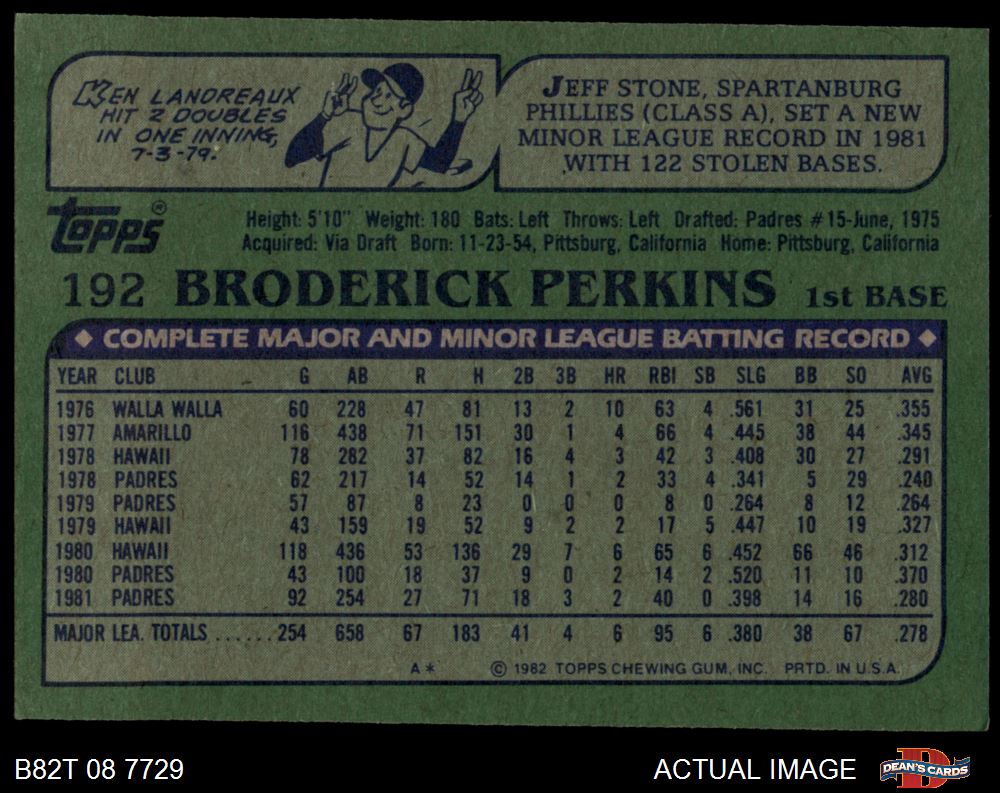 KEN LANDREAUX
HIT 2 DOUBLES
IN ONE INNING,
7-3-79.
JEFF STONE, SPARTANBURG
PHILLIES (CLASS A), SET A NEW
MINOR LEAGUE RECORD IN 1981
WITH 122 STOLEN BASES.
Topps®
Height: 5'10" Weight: 180 Bats: Left Throws: Left Drafted: Padres #15-June, 1975
Acquired: Via Draft Born: 11-23-54, Pittsburg, California Home: Pittsburg, California
192 BRODERICK PERKINS 1st BASE
◆ COMPLETE MAJOR AND MINOR LEAGUE BATTING RECORD ◆
YEAR CLUB G AB R H 2B 3B HR RBI SB SLG BB SO AVG
1976 WALLA WALLA 60 228 47 81 13 2 10 63 4 .561 31 25 .355
1977 AMARILLO 116 438 71 151 30 1 4 66 4 .445 38 44 .345
1978 HAWAII 78 282 37 82 16 4 3 42 3 .408 30 27 .291
1978 PADRES 62 217 14 52 14 1 2 33 4 .341 5 29 .240
1979 PADRES 57 87 8 23 0 0 0 8 0 .264 8 12 .264
1979 HAWAII 43 159 19 52 9 2 2 17 5 .447 10 19 .327
1980 HAWAII 118 436 53 136 29 7 6 65 6 .452 66 46 .312
1980 PADRES 43 100 18 37 9 0 2 14 2 .520 11 10 .370
1981 PADRES 92 254 27 71 18 3 2 40 0 .398 14 16 .280
MAJOR LEA. TOTALS ...... 254 658 67 183 41 4 6 95 6 .380 38 67 .278
A* © 1982 TOPPS CHEWING GUM, INC. PRTD. IN U.S.A.
B82T 08 7729
ACTUAL IMAGE
DEAN'S CARDS